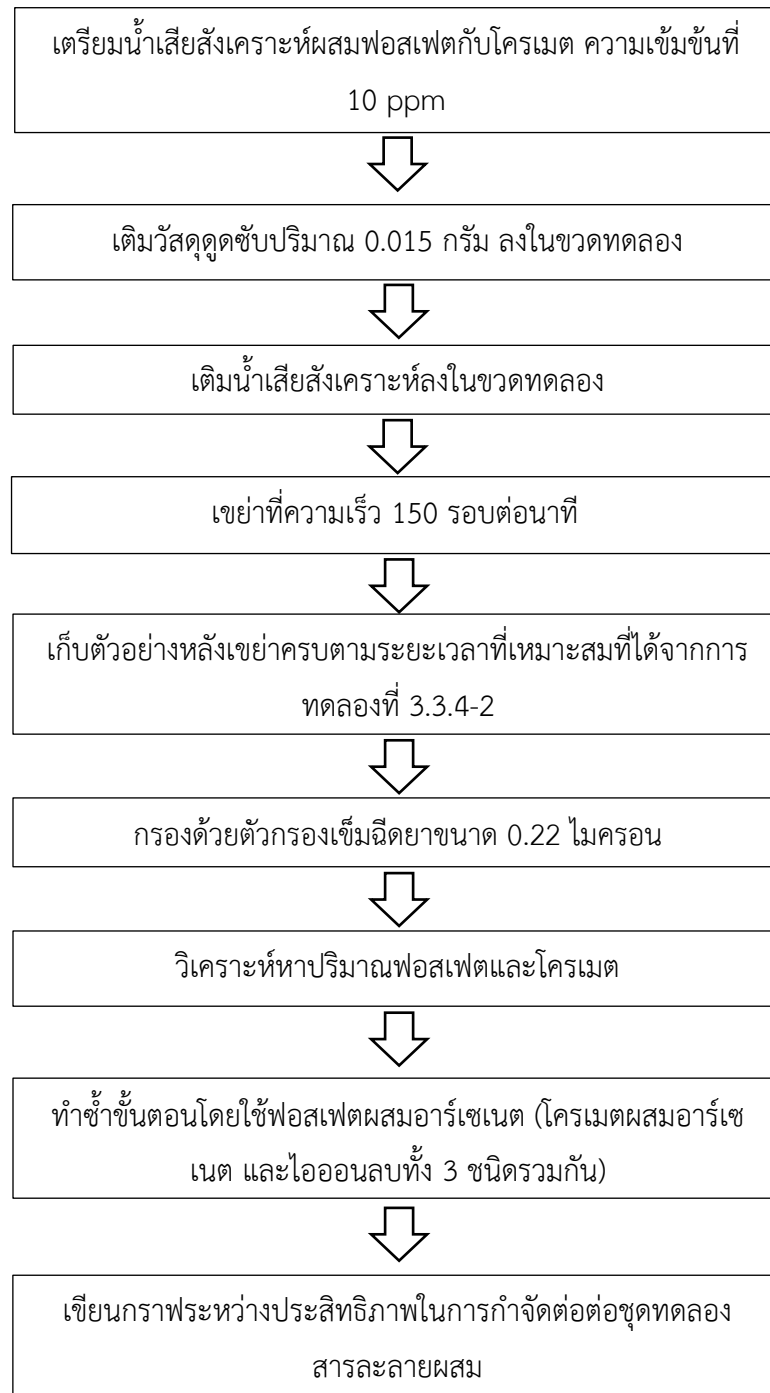 เตรียมน้ำเสียสังเคราะห์ผสมฟอสเฟตกับโครเมต ความเข้มข้นที่
10 ppm
เติมวัสดุดูดซับปริมาณ 0.015 กรัม ลงในขวดทดลอง
เติมน้ำเสียสังเคราะห์ลงในขวดทดลอง
เขย่าที่ความเร็ว 150 รอบต่อนาที
เก็บตัวอย่างหลังเขย่าครบตามระยะเวลาที่เหมาะสมที่ได้จากการ
ทดลองที่ 3.3.4-2
กรองด้วยตัวกรองเข็มฉีดยาขนาด 0.22 ไมครอน
วิเคราะห์หาปริมาณฟอสเฟตและโครเมต
ทำซ้ำขั้นตอนโดยใช้ฟอสเฟตผสมอาร์เซเนต (โครเมตผสมอาร์เซ
เนต และไอออนลบทั้ง 3 ชนิดรวมกัน)
เขียนกราฟระหว่างประสิทธิภาพในการกำจัดต่อต่อชุดทดลอง
สารละลายผสม